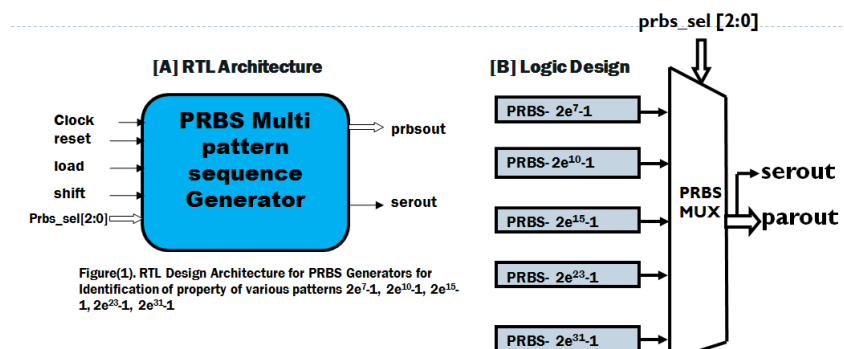 prbs_sel [2:0]
[A] RTL Architecture
[B] Logic Design
Clock
reset
load
shift
Prbs_sel[2:0]
PRBS Multi
pattern
sequence
Generator
prbsout
serout
Figure(1). RTL Design Architecture for PRBS Generators for
Identification of property of various patterns 2e⁷-1, 2e¹⁰-1, 2e¹⁵-
1, 2e²³-1, 2e³¹-1
PRBS- 2e⁷-1
PRBS- 2e¹⁰-1
PRBS- 2e¹⁵-1
PRBS- 2e²³-1
PRBS- 2e³¹-1
PRBS
MUX
serout
parout